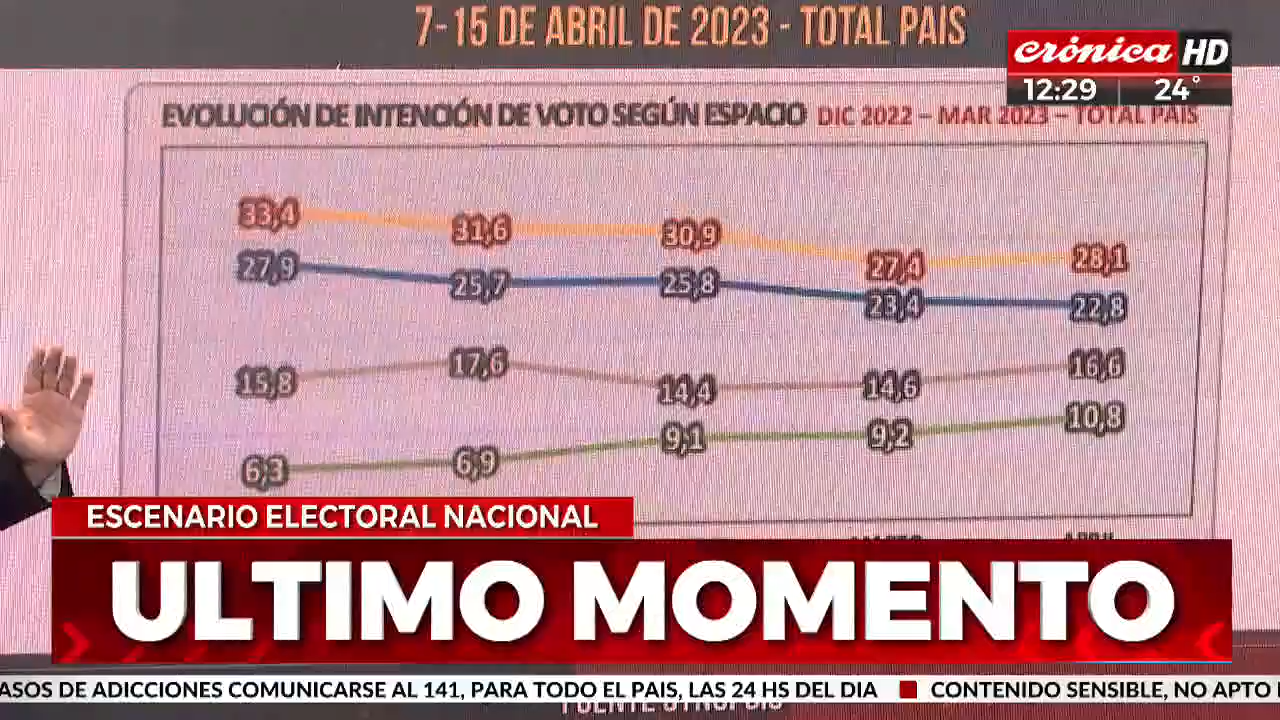 7-15 DE ABRIL DE 2023 - TOTAL PAIS
crónica HD
12:29 24°
EVOLUCIÓN DE INTENCIÓN DE VOTO SEGÚN ESPACIO DIC 2022 – MAR 2023 – TOTAL PAÍS
33,4 31,6 30,9 27,4 28,1
27,9 25,7 25,8 23,4 22,8
15,8 17,6 14,4 14,6 16,6
6,3 6,9 9,1 9,2 10,8
ESCENARIO ELECTORAL NACIONAL
ULTIMO MOMENTO
ASOS DE ADICCIONES COMUNICARSE AL 141, PARA TODO EL PAIS, LAS 24 HS DEL DIA CONTENIDO SENSIBLE, NO APTO